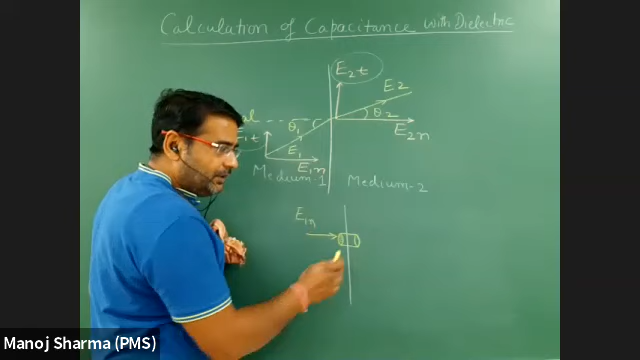 Calculation of Capacitance with Dielectric
E2t
E2
θ1
θ2
E1t
E1
E1n
E2n
Medium-1
Medium-2
E1n
Manoj Sharma (PMS)